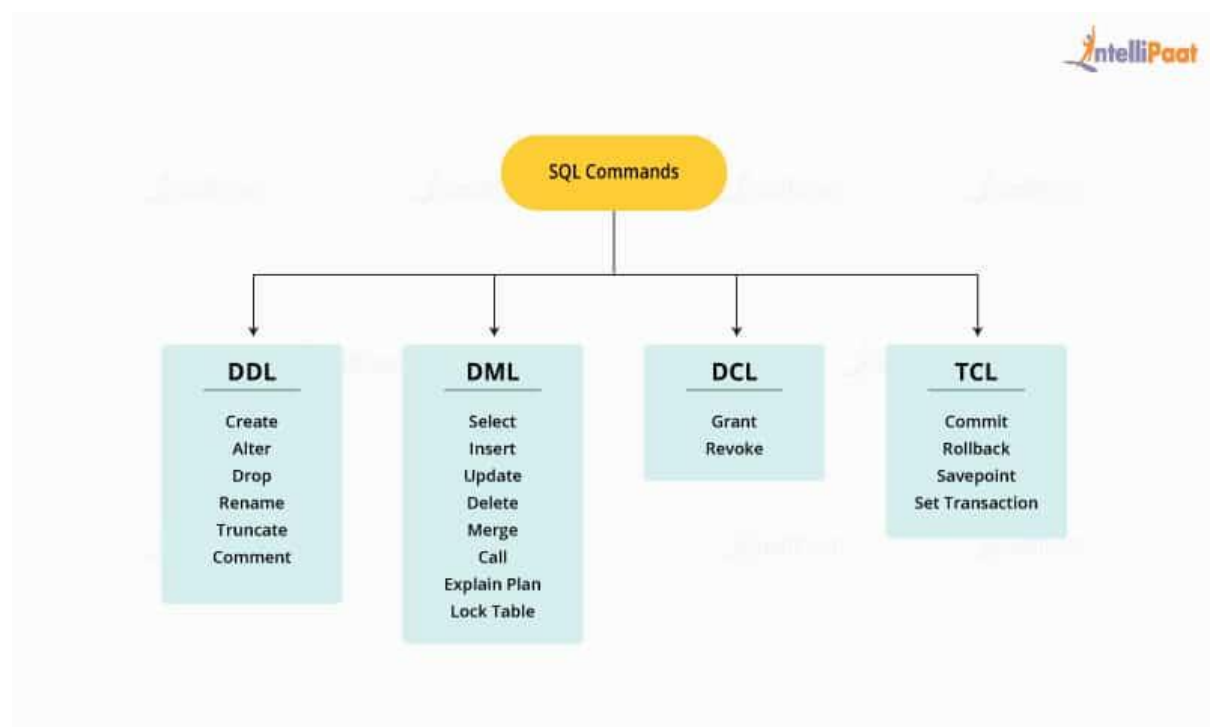 IntelliPaat
SQL Commands
DDL
Create
Alter
Drop
Rename
Truncate
Comment
DML
Select
Insert
Update
Delete
Merge
Call
Explain Plan
Lock Table
DCL
Grant
Revoke
TCL
Commit
Rollback
Savepoint
Set Transaction